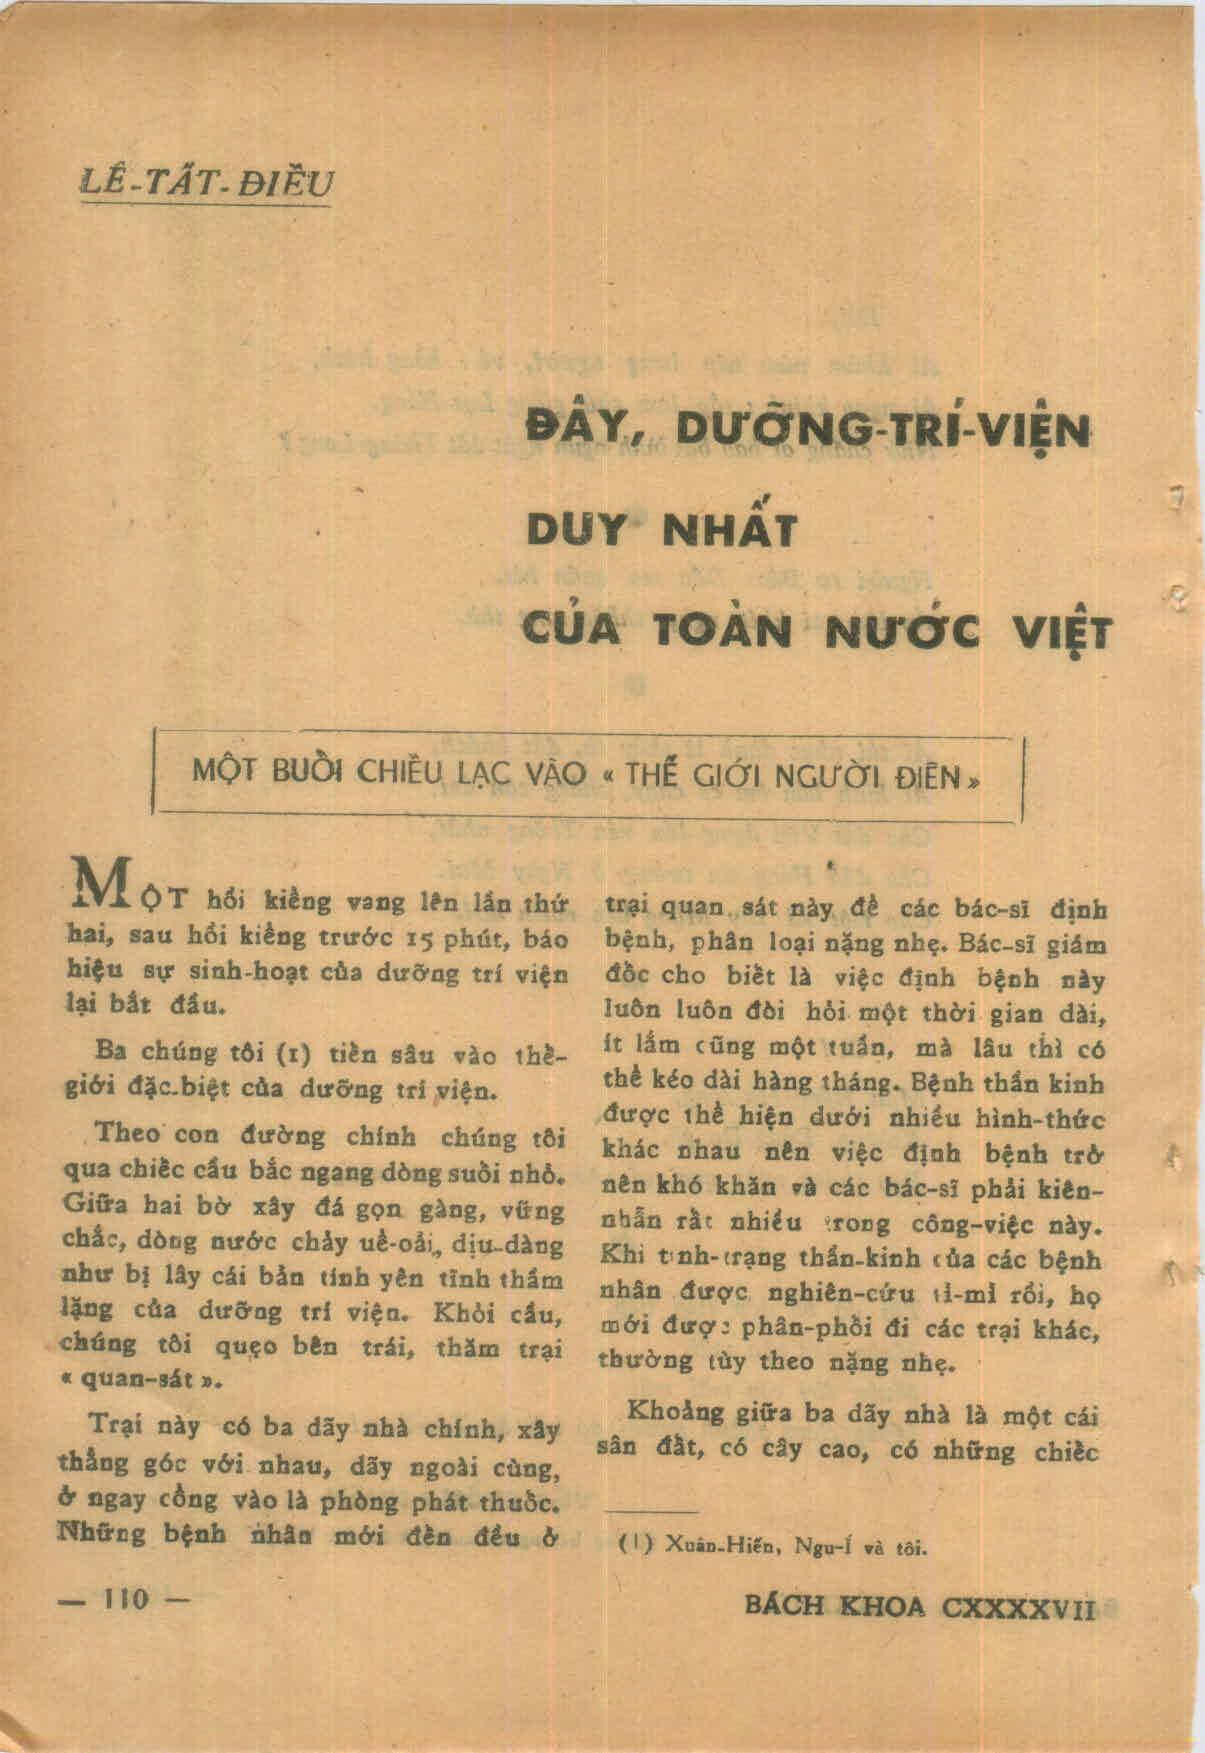 LÊ-TẤT-ĐIỀU
ĐÂY, DƯỠNG-TRÍ-VIỆN
DUY NHẤT
CỦA TOÀN NƯỚC VIỆT
MỘT BUỔI CHIỀU LẠC VÀO « THẾ GIỚI NGƯỜI ĐIÊN »
MỘT hồi kiểng vang lên lần thứ
hai, sau hồi kiểng trước 15 phút, báo
hiệu sự sinh-hoạt của dưỡng trí viện
lại bắt đầu.
Ba chúng tôi (1) tiến sâu vào thế-
giới đặc-biệt của dưỡng trí viện.
Theo con đường chính chúng tôi
qua chiếc cầu bắc ngang dòng suối nhỏ.
Giữa hai bờ xây đá gọn gàng, vững
chắc, dòng nước chảy uể-oải, dịu-dàng
như bị lây cái bản tính yên tĩnh thầm
lặng của dưỡng trí viện. Khỏi cầu,
chúng tôi quẹo bên trái, thăm trại
« quan-sát ».
Trại này có ba dãy nhà chính, xây
thẳng góc với nhau, dãy ngoài cùng,
ở ngay cổng vào là phòng phát thuốc.
Những bệnh nhân mới đến đều ở
trại quan sát này để các bác-sĩ định
bệnh, phân loại nặng nhẹ. Bác-sĩ giám
đốc cho biết là việc định bệnh này
luôn luôn đòi hỏi một thời gian dài,
ít lắm cũng một tuần, mà lâu thì có
thể kéo dài hàng tháng. Bệnh thần kinh
được thể hiện dưới nhiều hình-thức
khác nhau nên việc định bệnh trở
nên khó khăn và các bác-sĩ phải kiên-
nhẫn rất nhiều trong công-việc này.
Khi tình-trạng thần-kinh của các bệnh
nhân được nghiên-cứu tỉ-mỉ rồi, họ
mới được phân-phối đi các trại khác,
thường tùy theo nặng nhẹ.
Khoảng giữa ba dãy nhà là một cái
sân đất, có cây cao, có những chiếc
(1) Xuân-Hiến, Ngu-Í và tôi.
— 110 —
BÁCH KHOA CXXXXVII